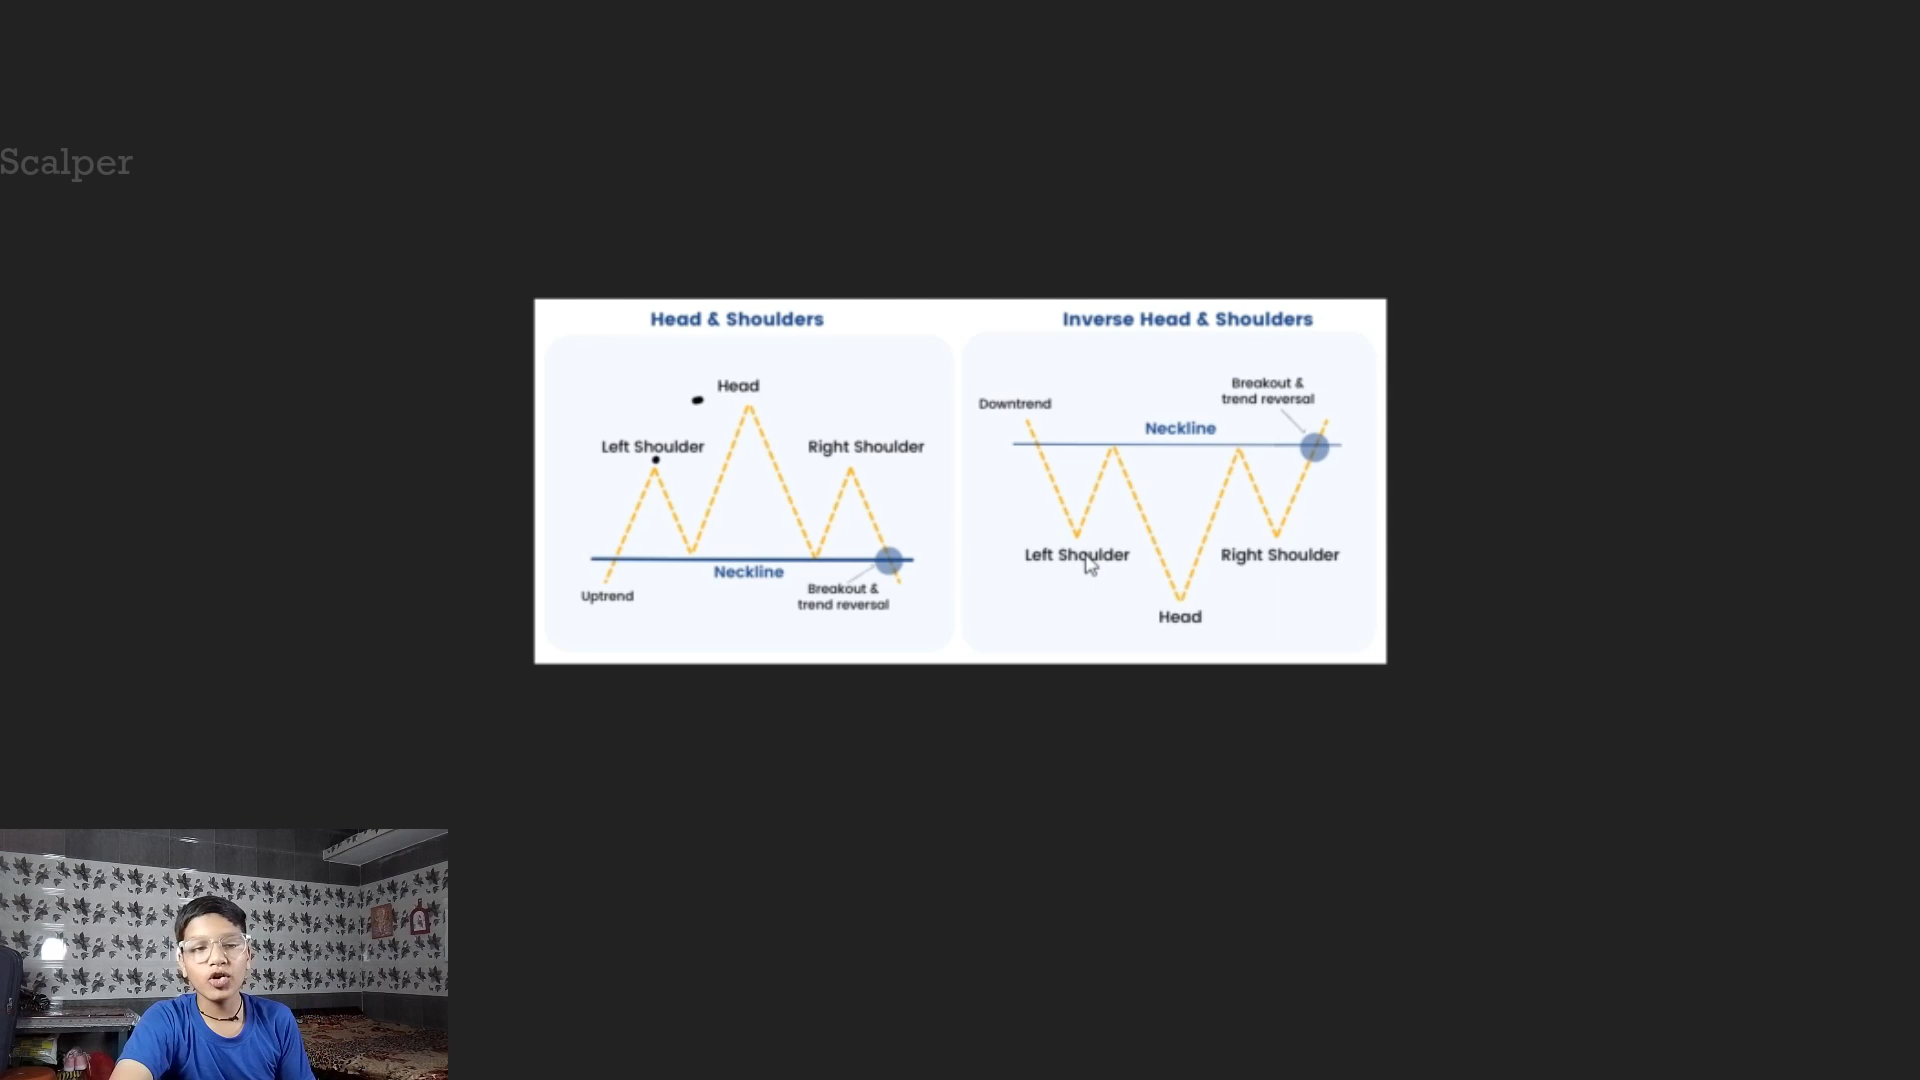 Scalper
Head & Shoulders
Head
Left Shoulder
Right Shoulder
Neckline
Uptrend
Breakout &
trend reversal
Inverse Head & Shoulders
Downtrend
Breakout &
trend reversal
Neckline
Left Shoulder
Right Shoulder
Head